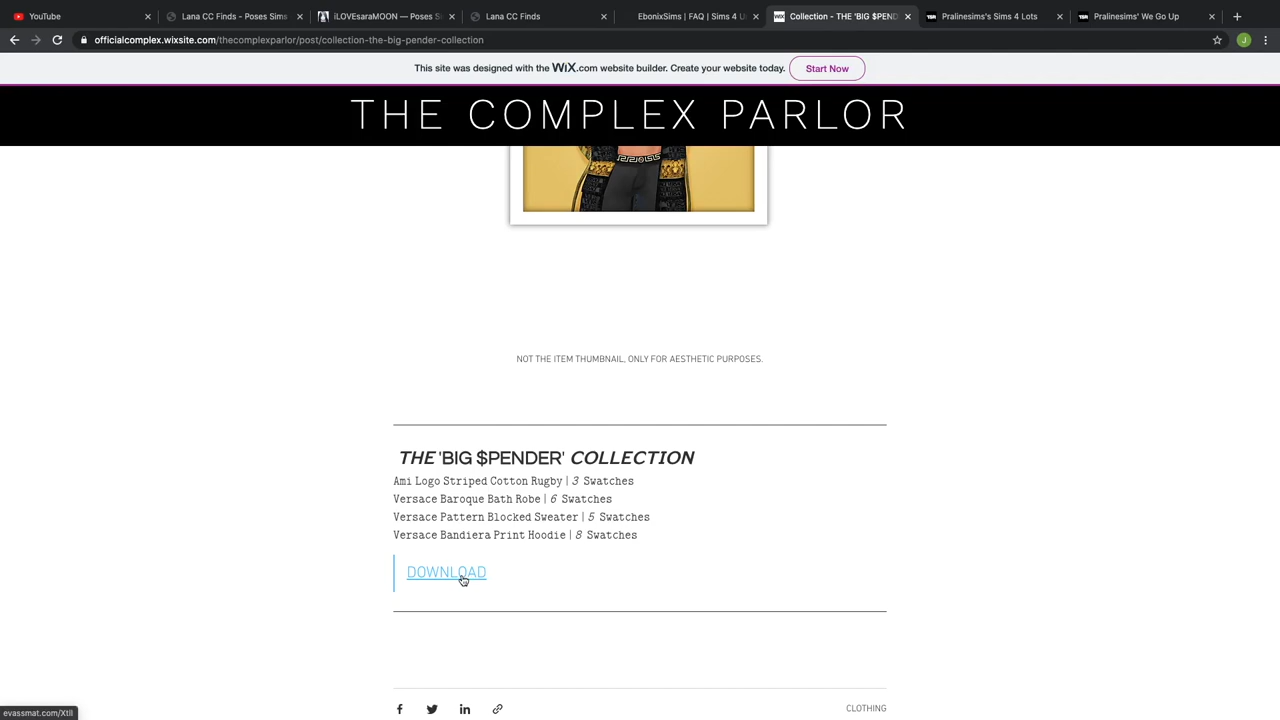 YouTube
Lana CC Finds - Poses Sims
iLOVEsaraMOON — Poses S
Lana CC Finds
EbonixSims | FAQ | Sims 4 U
WIX
Collection - THE 'BIG $PEND
TSR
Pralinesims's Sims 4 Lots
TSR
Pralinesims' We Go Up
officialcomplex.wixsite.com/thecomplexparlor/post/collection-the-big-pender-collection
J
This site was designed with the WiX.com website builder. Create your website today.
Start Now
THE COMPLEX PARLOR
NOT THE ITEM THUMBNAIL, ONLY FOR AESTHETIC PURPOSES.
THE 'BIG $PENDER' COLLECTION
Ami Logo Striped Cotton Rugby | 3 Swatches
Versace Baroque Bath Robe | 6 Swatches
Versace Pattern Blocked Sweater | 5 Swatches
Versace Bandiera Print Hoodie | 8 Swatches
DOWNLOAD
evassmat.com/Xtil
CLOTHING